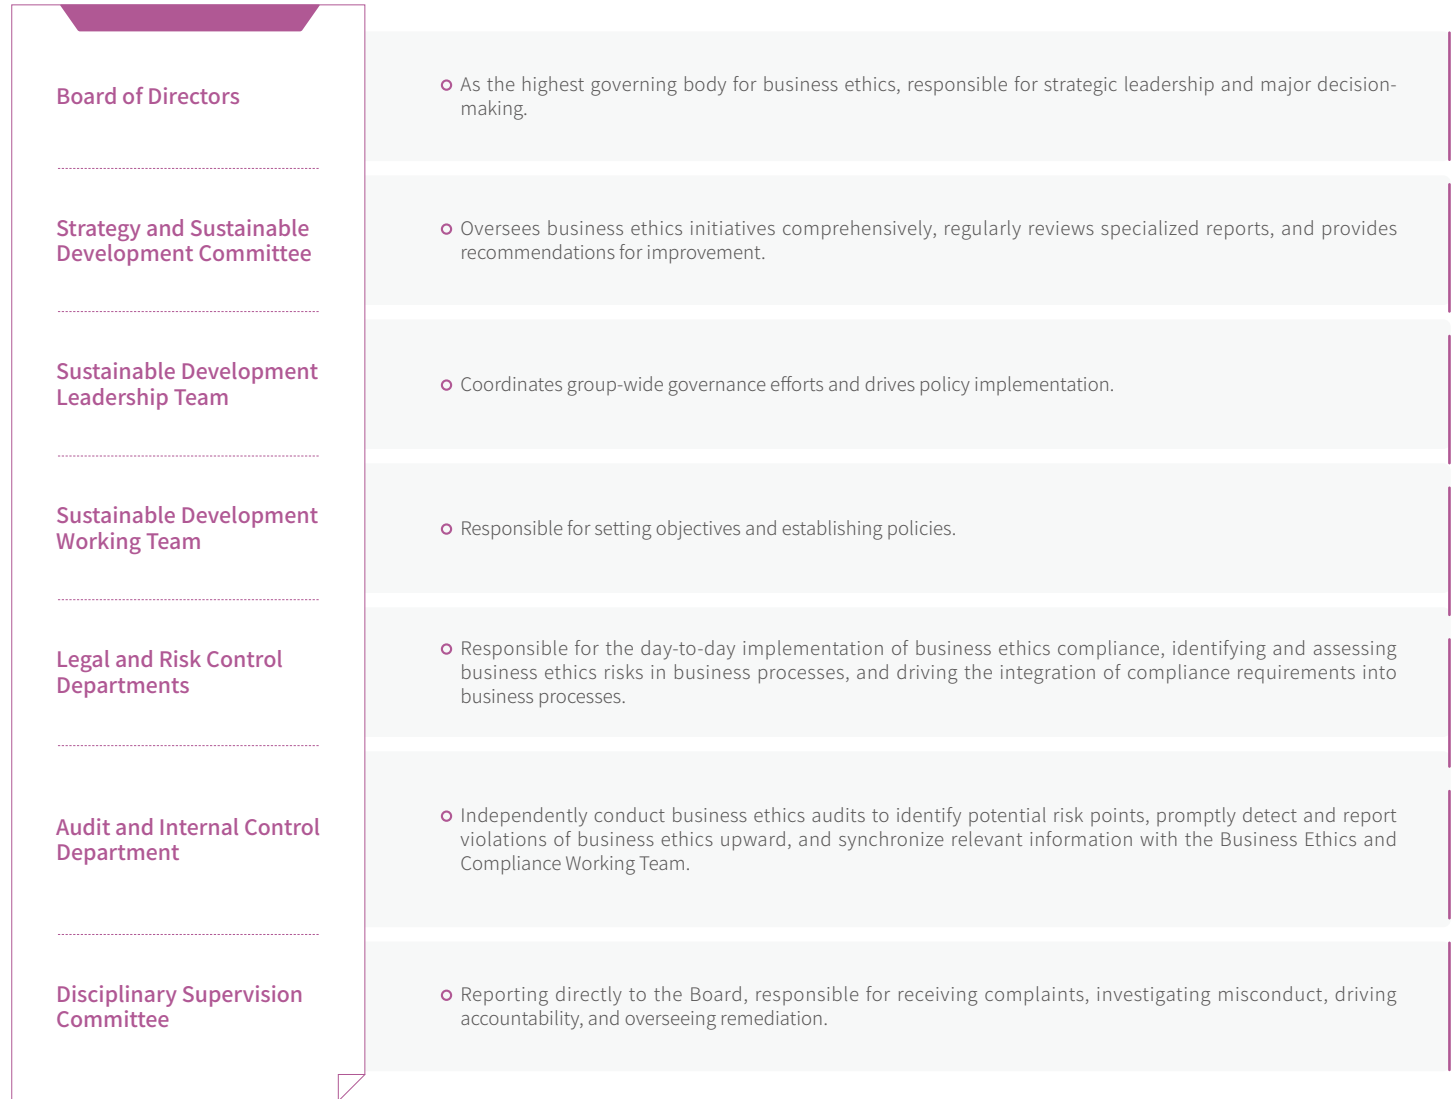 Board of Directors
As the highest governing body for business ethics, responsible for strategic leadership and major decision-
making.
Strategy and Sustainable
Development Committee
Oversees business ethics initiatives comprehensively, regularly reviews specialized reports, and provides
recommendations for improvement.
Sustainable Development
Leadership Team
Coordinates group-wide governance efforts and drives policy implementation.
Sustainable Development
Working Team
Responsible for setting objectives and establishing policies.
Legal and Risk Control
Departments
Responsible for the day-to-day implementation of business ethics compliance, identifying and assessing
business ethics risks in business processes, and driving the integration of compliance requirements into
business processes.
Audit and Internal Control
Department
Independently conduct business ethics audits to identify potential risk points, promptly detect and report
violations of business ethics upward, and synchronize relevant information with the Business Ethics and
Compliance Working Team.
Disciplinary Supervision
Committee
Reporting directly to the Board, responsible for receiving complaints, investigating misconduct, driving
accountability, and overseeing remediation.